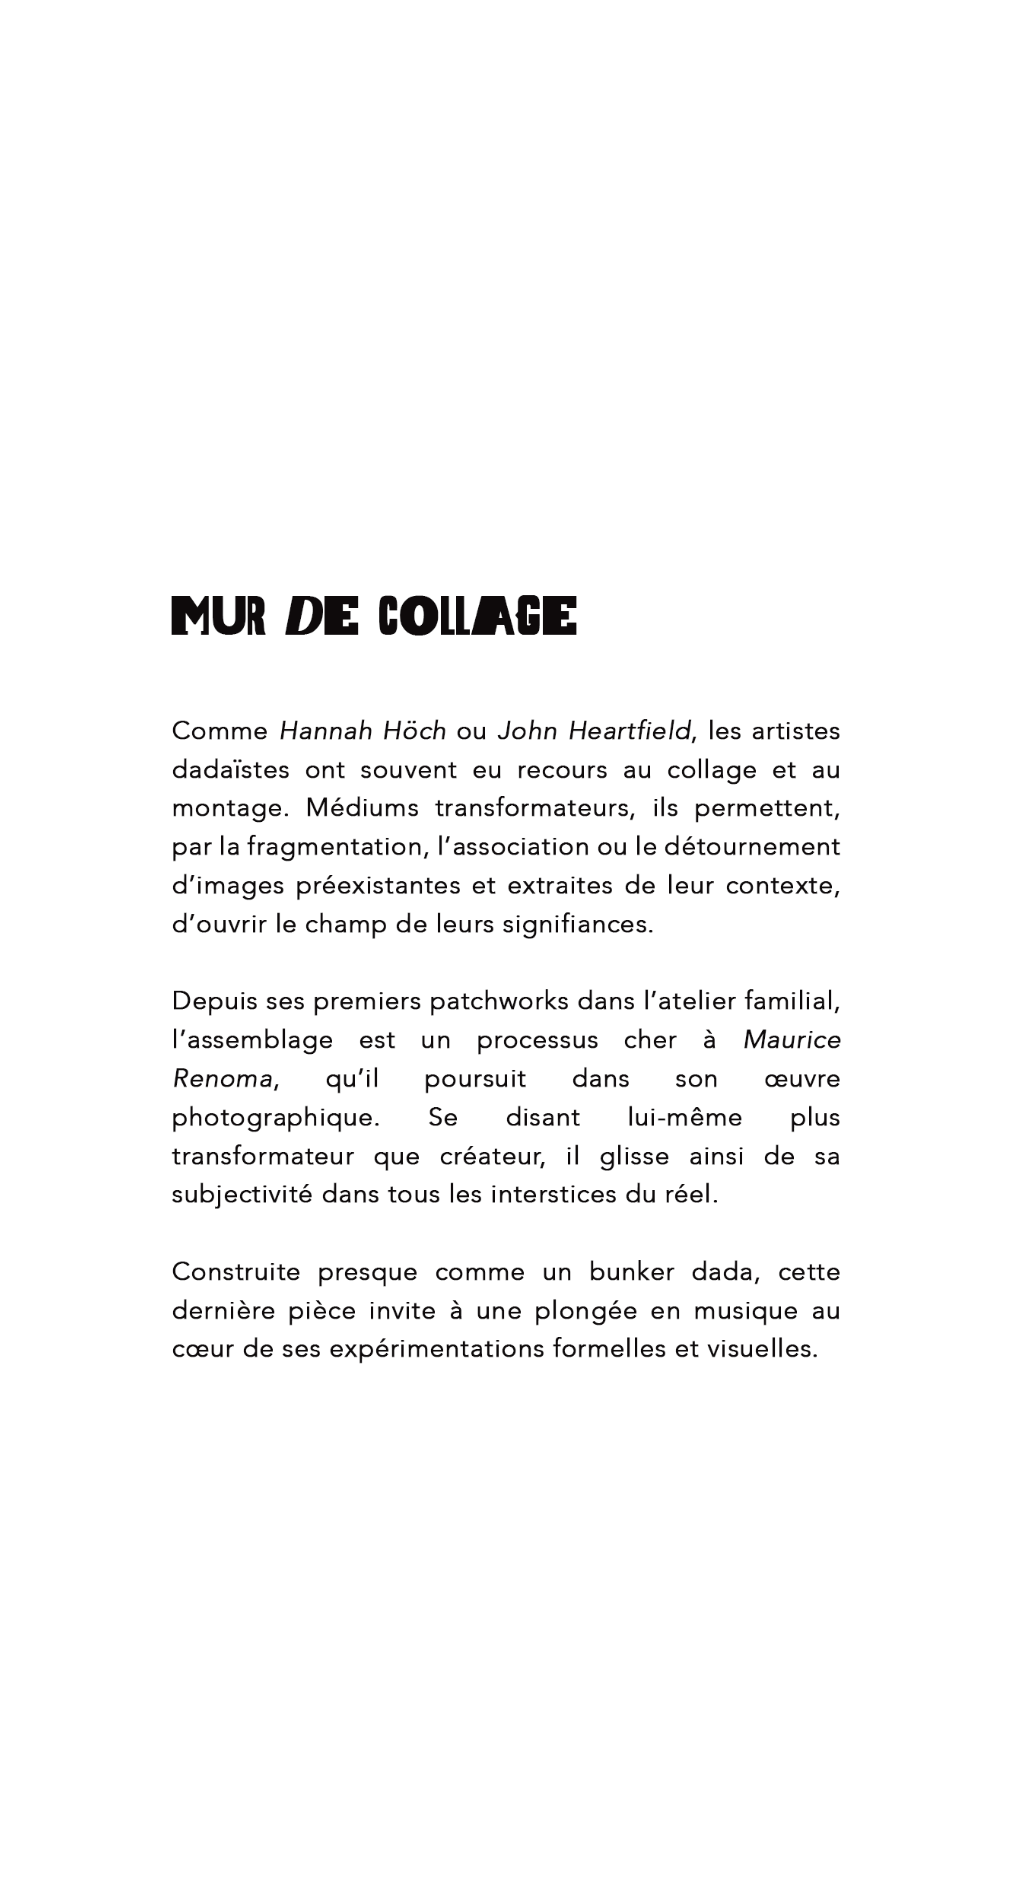 MUR DE COLLAGE
Comme Hannah Höch ou John Heartfield, les artistes
dadaïstes ont souvent eu recours au collage et au
montage. Médiums transformateurs, ils permettent,
par la fragmentation, l’association ou le détournement
d’images préexistantes et extraites de leur contexte,
d’ouvrir le champ de leurs signifiances.
Depuis ses premiers patchworks dans l’atelier familial,
l’assemblage est un processus cher à Maurice
Renoma, qu’il poursuit dans son œuvre
photographique. Se disant lui-même plus
transformateur que créateur, il glisse ainsi de sa
subjectivité dans tous les interstices du réel.
Construite presque comme un bunker dada, cette
dernière pièce invite à une plongée en musique au
cœur de ses expérimentations formelles et visuelles.